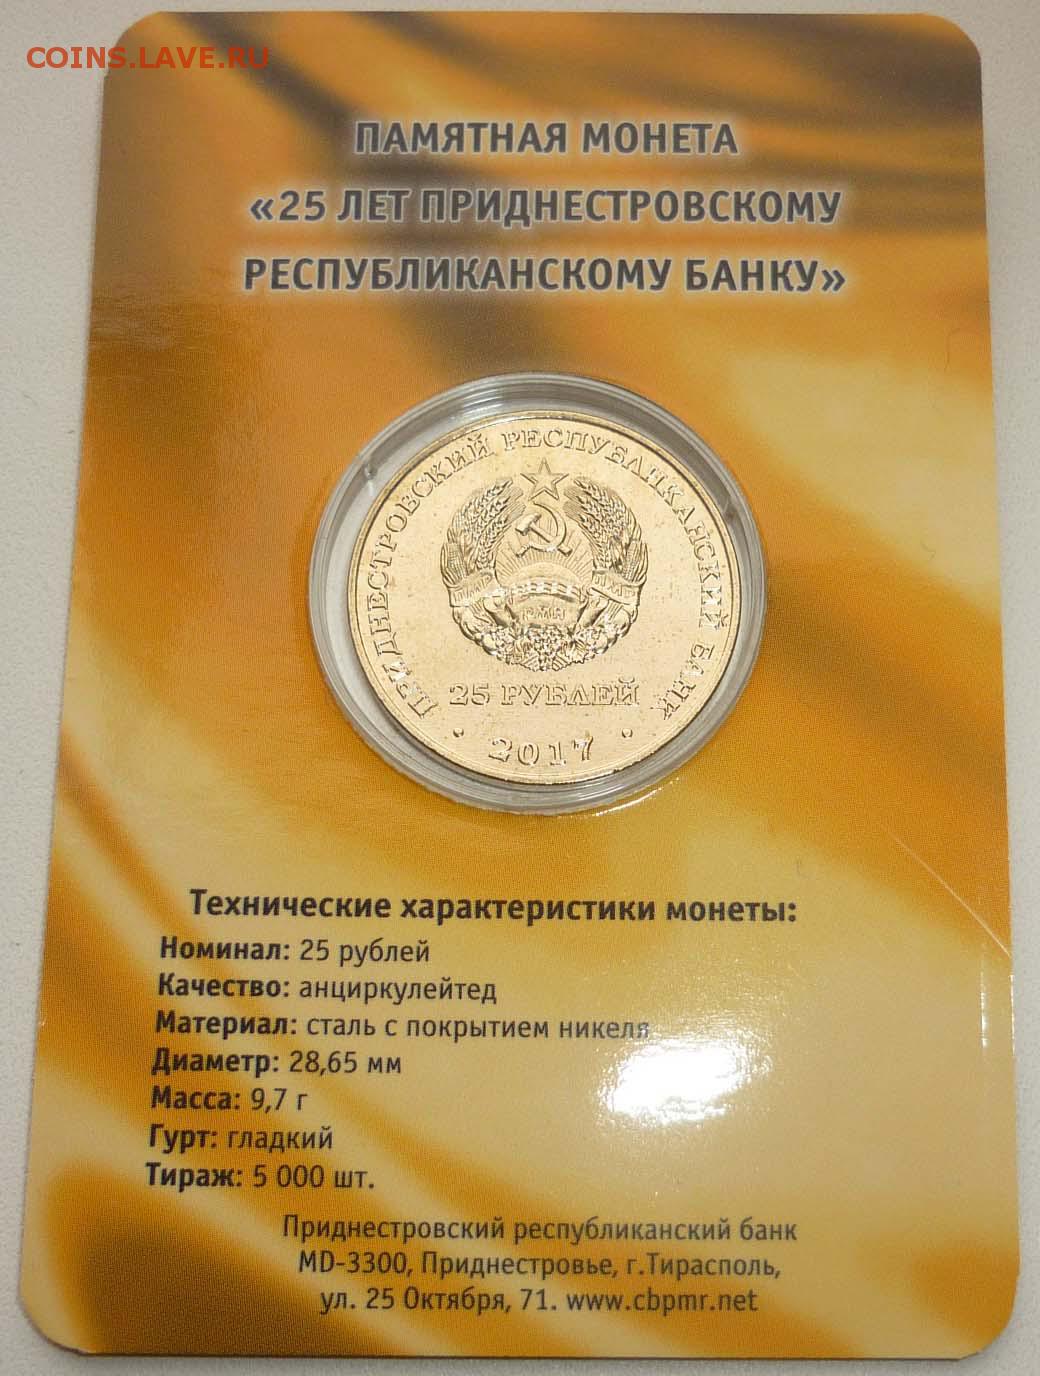 COINS.LAVE.RU
ПАМЯТНАЯ МОНЕТА
«25 ЛЕТ ПРИДНЕСТРОВСКОМУ
РЕСПУБЛИКАНСКОМУ БАНКУ»
ПРИДНЕСТРОВСКИЙ РЕСПУБЛИКАНСКИЙ БАНК
25 РУБЛЕЙ
• 2017 •
Технические характеристики монеты:
Номинал: 25 рублей
Качество: анциркулейтед
Материал: сталь с покрытием никеля
Диаметр: 28,65 мм
Масса: 9,7 г
Гурт: гладкий
Тираж: 5 000 шт.
Приднестровский республиканский банк
MD-3300, Приднестровье, г.Тирасполь,
ул. 25 Октября, 71. www.cbpmr.net